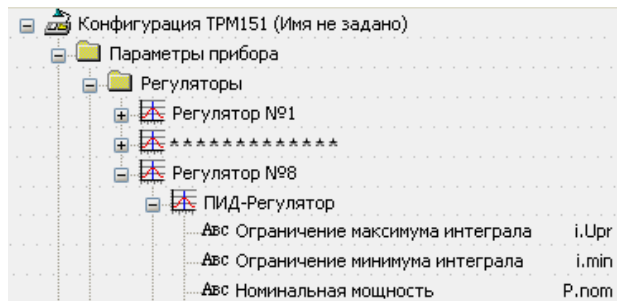 Конфигурация ТРМ151 (Имя не задано)
Параметры прибора
Регуляторы
Регулятор №1
*************
Регулятор №8
ПИД-Регулятор
Авс Ограничение максимума интеграла i.Upr
Авс Ограничение минимума интеграла i.min
Авс Номинальная мощность P.nom